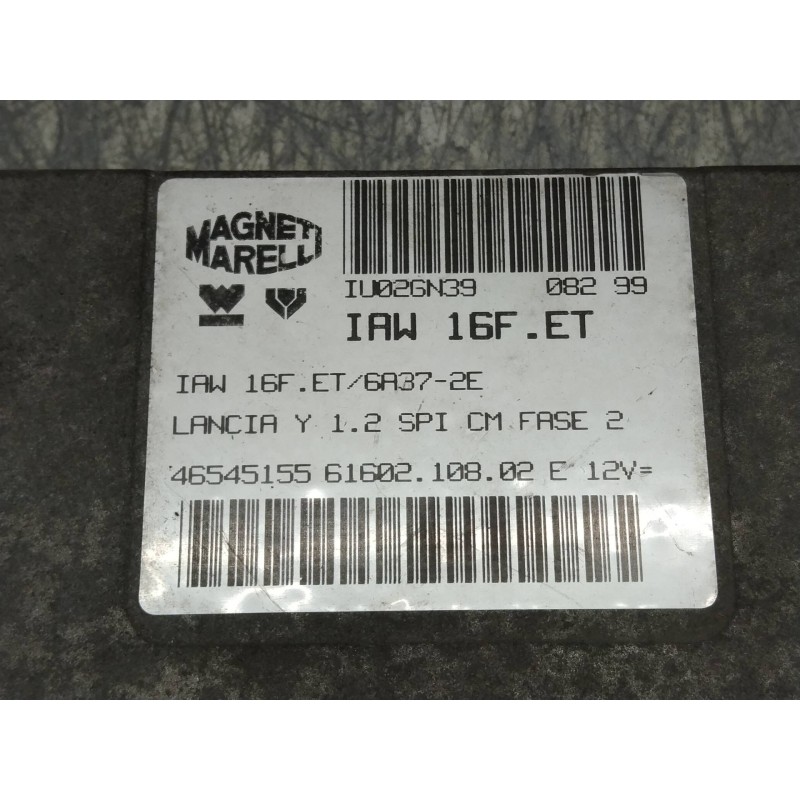 MAGNETI
MARELLI
IU026N39 082 99
IAW 16F.ET
IAW 16F.ET/6A37-2E
LANCIA Y 1.2 SPI CM FASE 2
46545155 61602.108.02 E 12V=